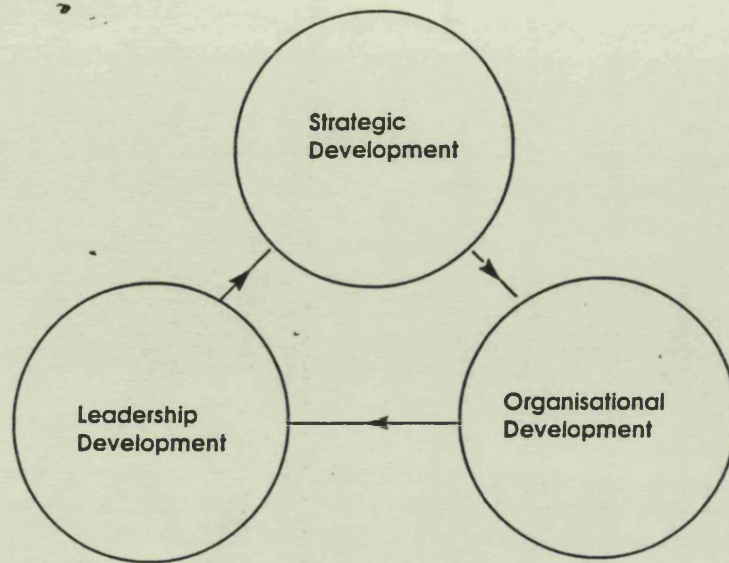 Strategic
Development
Leadership
Development
Organisational
Development